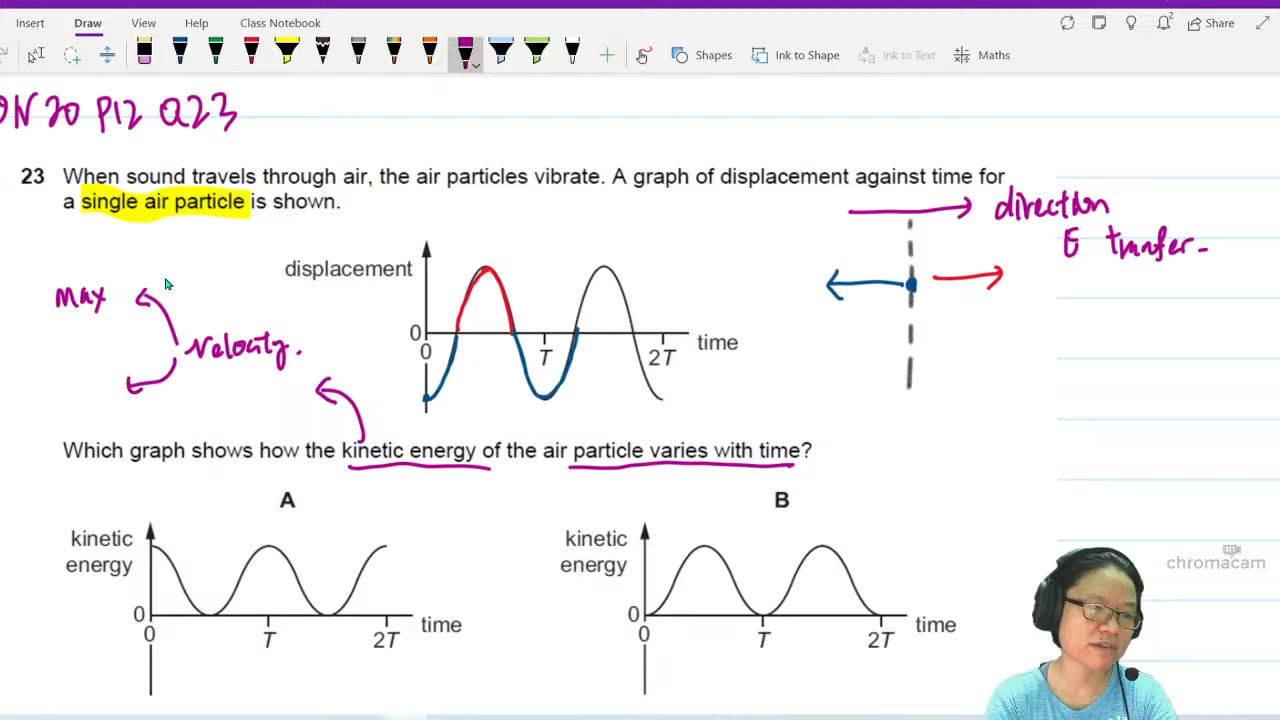 Insert Draw View Help Class Notebook Share
Shapes Ink to Shape Ink to Text Maths
ON 20 P12 Q23
23 When sound travels through air, the air particles vibrate. A graph of displacement against time for
a single air particle is shown.
direction
E tranfer.
displacement
0
0 T 2T time
max
velocity.
Which graph shows how the kinetic energy of the air particle varies with time?
A B
kinetic
energy
0
0 T 2T time
kinetic
energy
0
0 T 2T time
chromacam